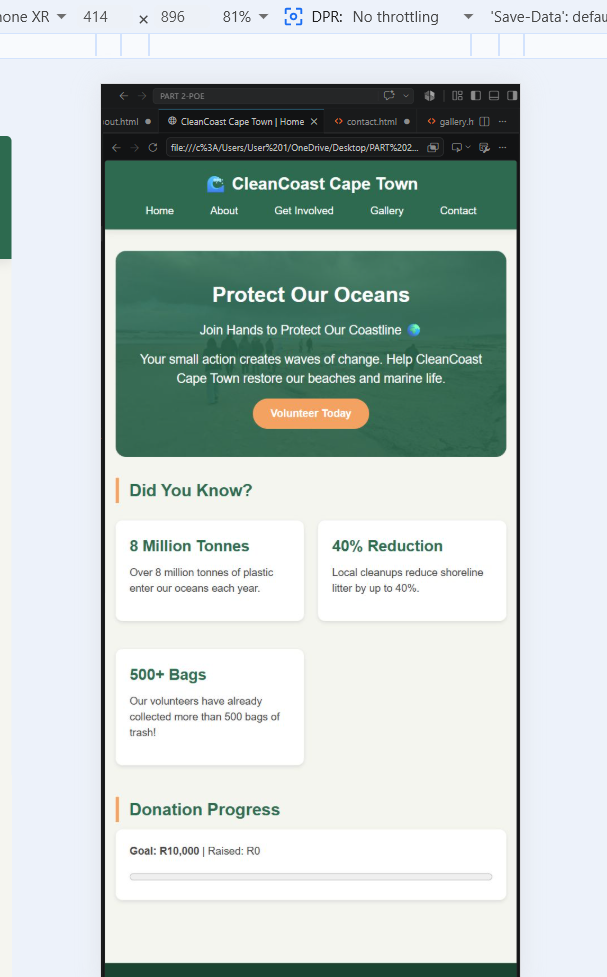 one XR 414 × 896 81% DPR: No throttling 'Save-Data': defau
PART 2-POE
out.html CleanCoast Cape Town | Home contact.html gallery.h
file:///c%3A/Users/User%201/OneDrive/Desktop/PART%202...
CleanCoast Cape Town
Home About Get Involved Gallery Contact
Protect Our Oceans
Join Hands to Protect Our Coastline
Your small action creates waves of change. Help CleanCoast
Cape Town restore our beaches and marine life.
Volunteer Today
Did You Know?
8 Million Tonnes
Over 8 million tonnes of plastic
enter our oceans each year.
40% Reduction
Local cleanups reduce shoreline
litter by up to 40%.
500+ Bags
Our volunteers have already
collected more than 500 bags of
trash!
Donation Progress
Goal: R10,000 | Raised: R0